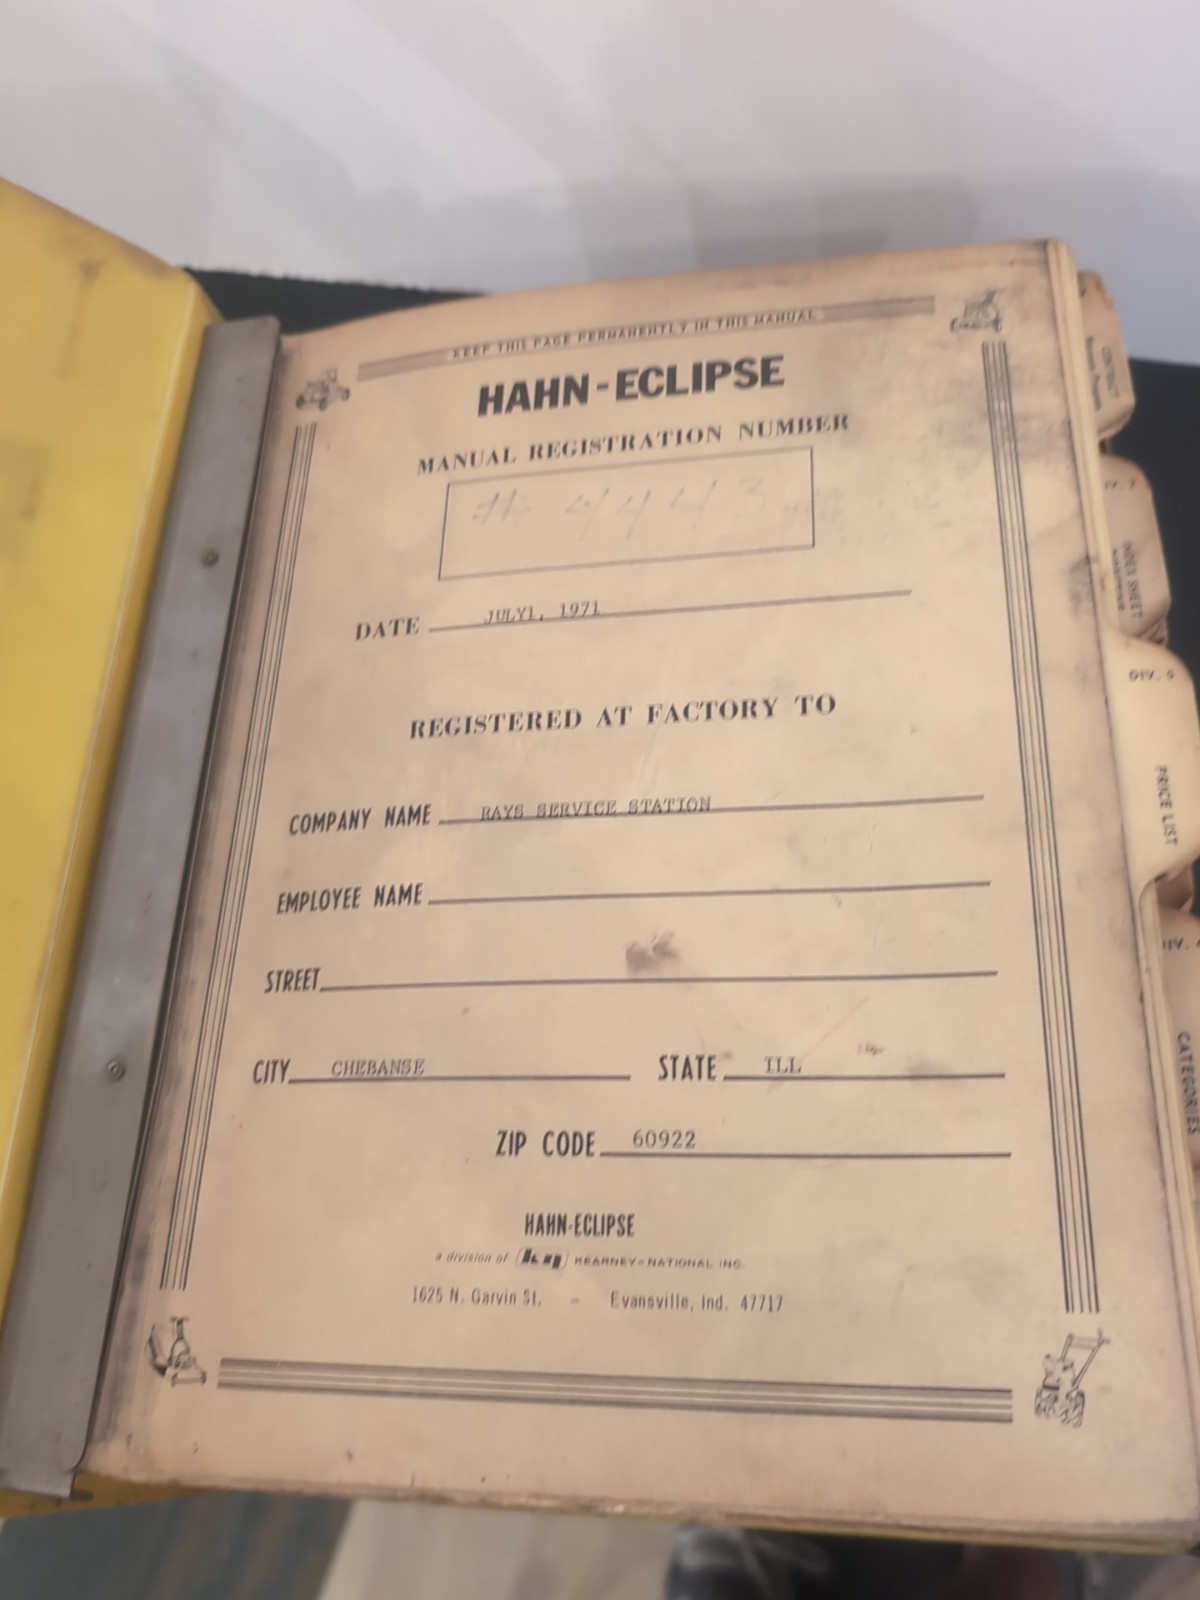 KEEP THIS PAGE PERMANENTLY IN THIS MANUAL
HAHN-ECLIPSE
MANUAL REGISTRATION NUMBER
# 4443
DATE JULY1, 1971
REGISTERED AT FACTORY TO
COMPANY NAME RAYS SERVICE STATION
EMPLOYEE NAME
STREET
CITY CHEBANSE STATE ILL
ZIP CODE 60922
HAHN-ECLIPSE
a division of KEARNEY-NATIONAL INC.
1625 N. Garvin St. - Evansville, Ind. 47717
INDEX SHEET
PRICE LIST
CATEGORIES